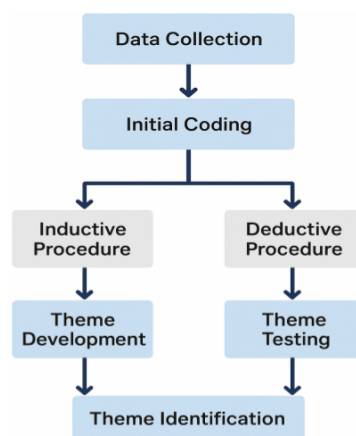 Data Collection
Initial Coding
Inductive
Procedure
Deductive
Procedure
Theme
Development
Theme
Testing
Theme Identification